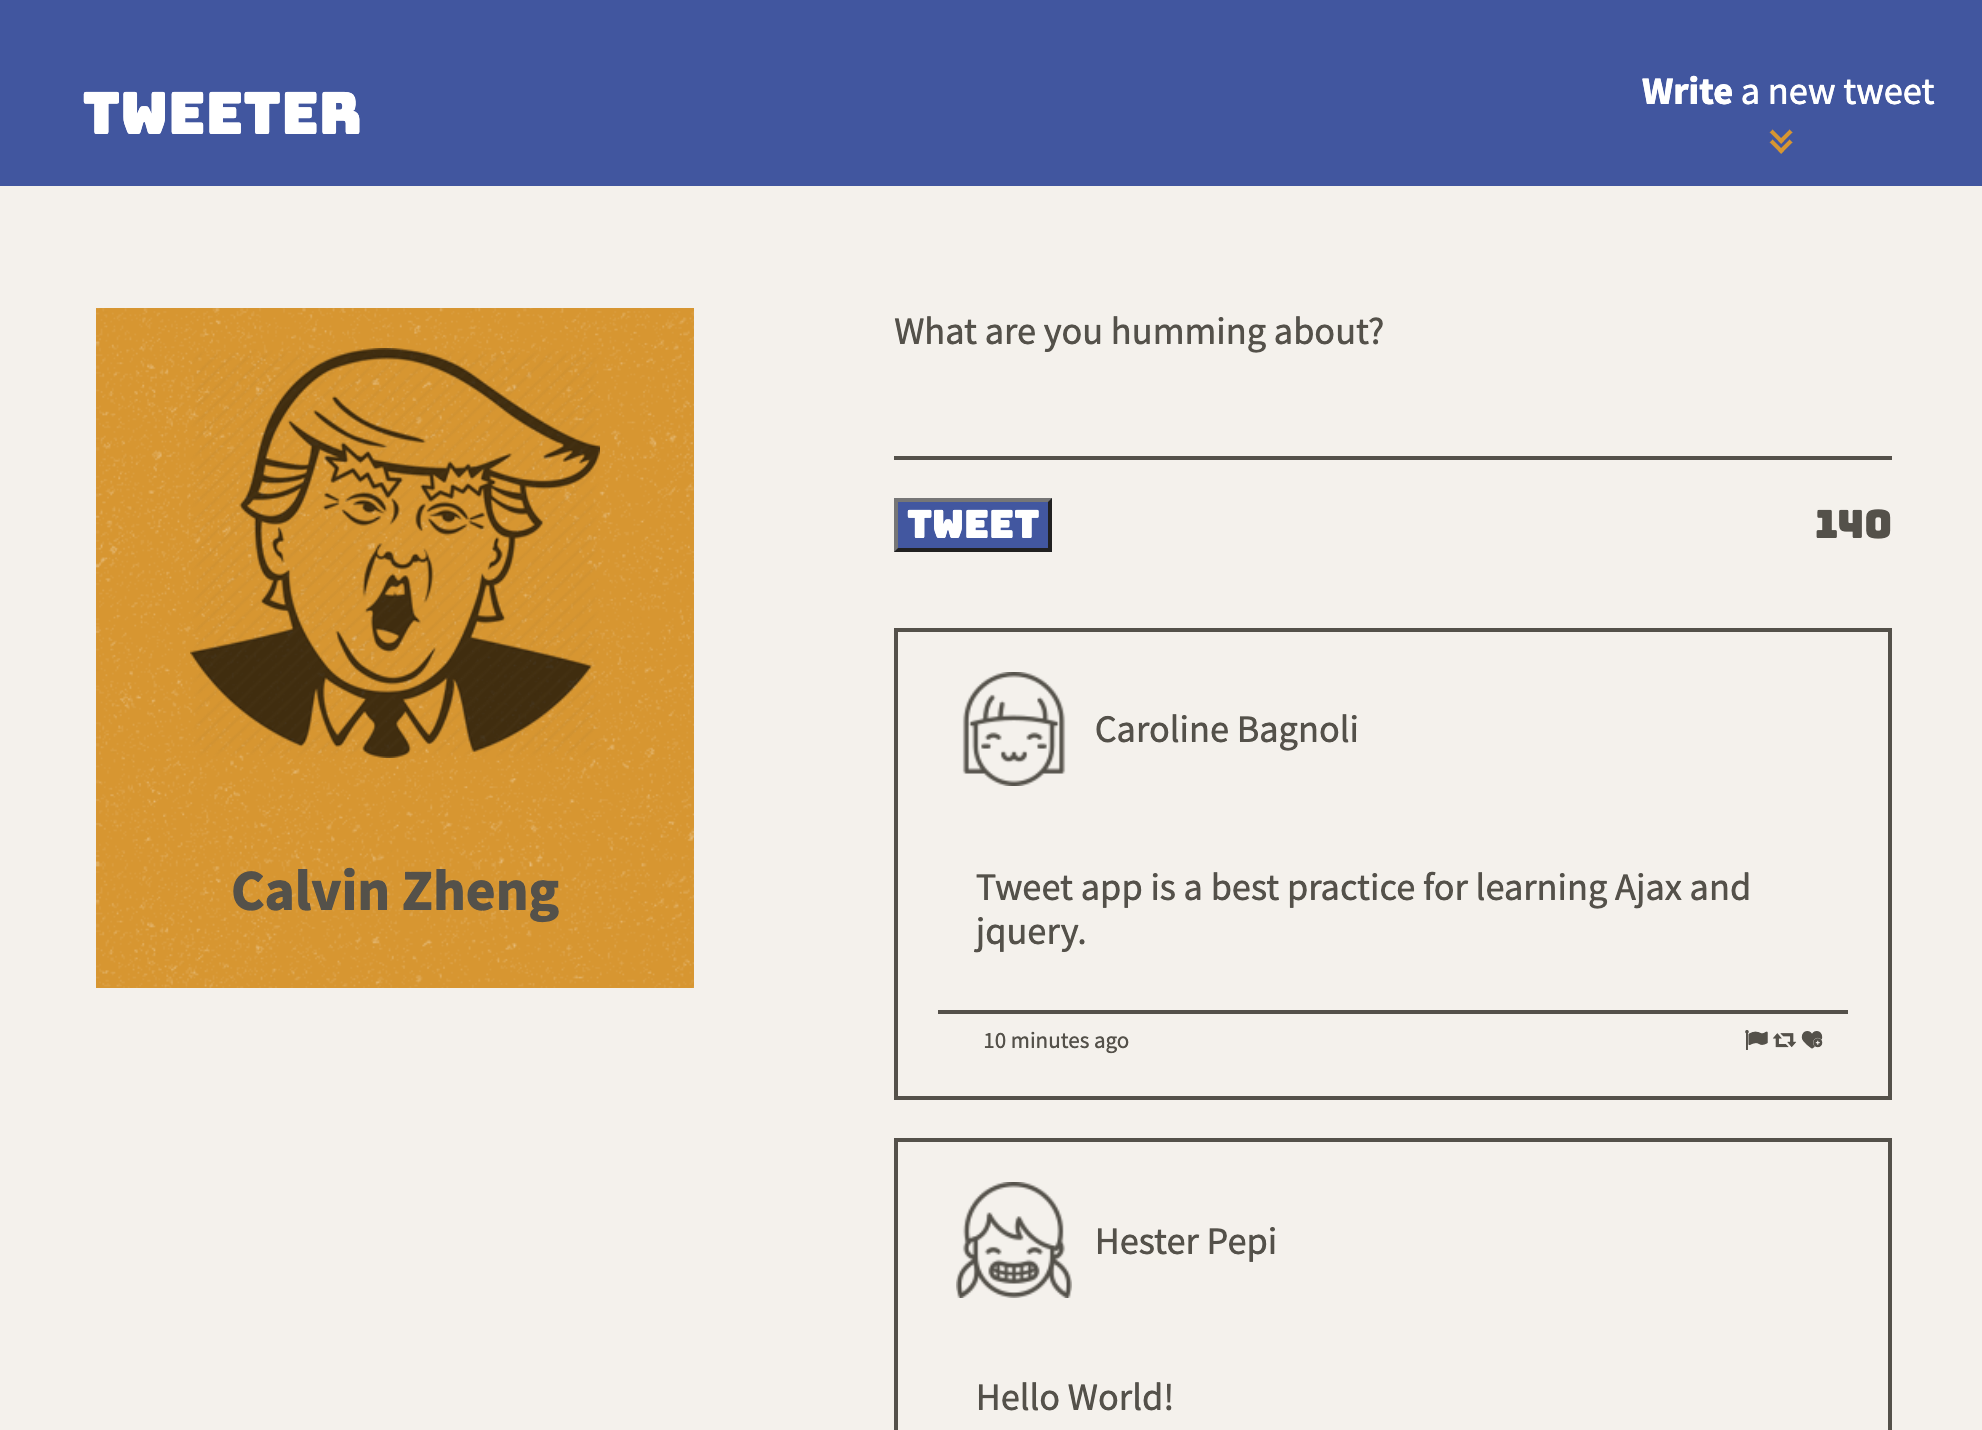 TWEETER
Write a new tweet
Calvin Zheng
What are you humming about?
TWEET
140
Caroline Bagnoli
Tweet app is a best practice for learning Ajax and
jquery.
10 minutes ago
Hester Pepi
Hello World!